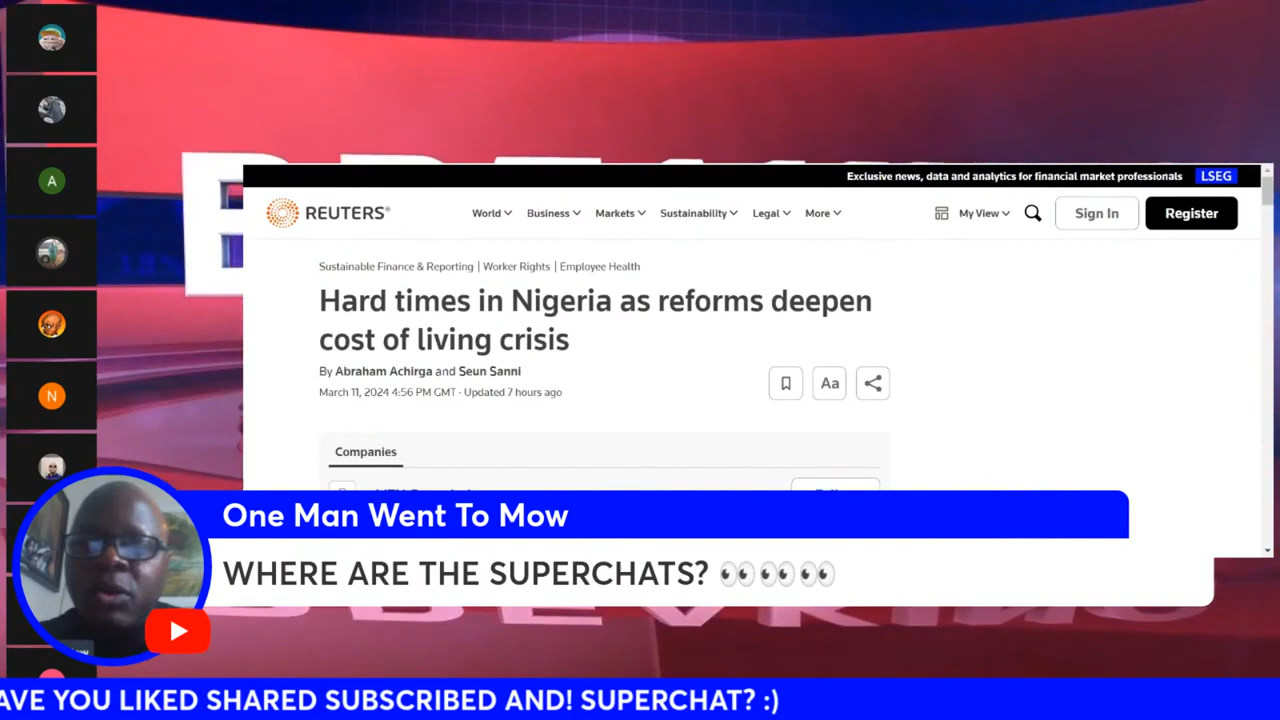 A
N
Exclusive news, data and analytics for financial market professionals LSEG
REUTERS®
World Business Markets Sustainability Legal More My View Sign In Register
Sustainable Finance & Reporting | Worker Rights | Employee Health
Hard times in Nigeria as reforms deepen
cost of living crisis
By Abraham Achirga and Seun Sanni
March 11, 2024 4:56 PM GMT · Updated 7 hours ago
Aa
Companies
One Man Went To Mow
WHERE ARE THE SUPERCHATS? 👀👀👀
AVE YOU LIKED SHARED SUBSCRIBED AND! SUPERCHAT? :)